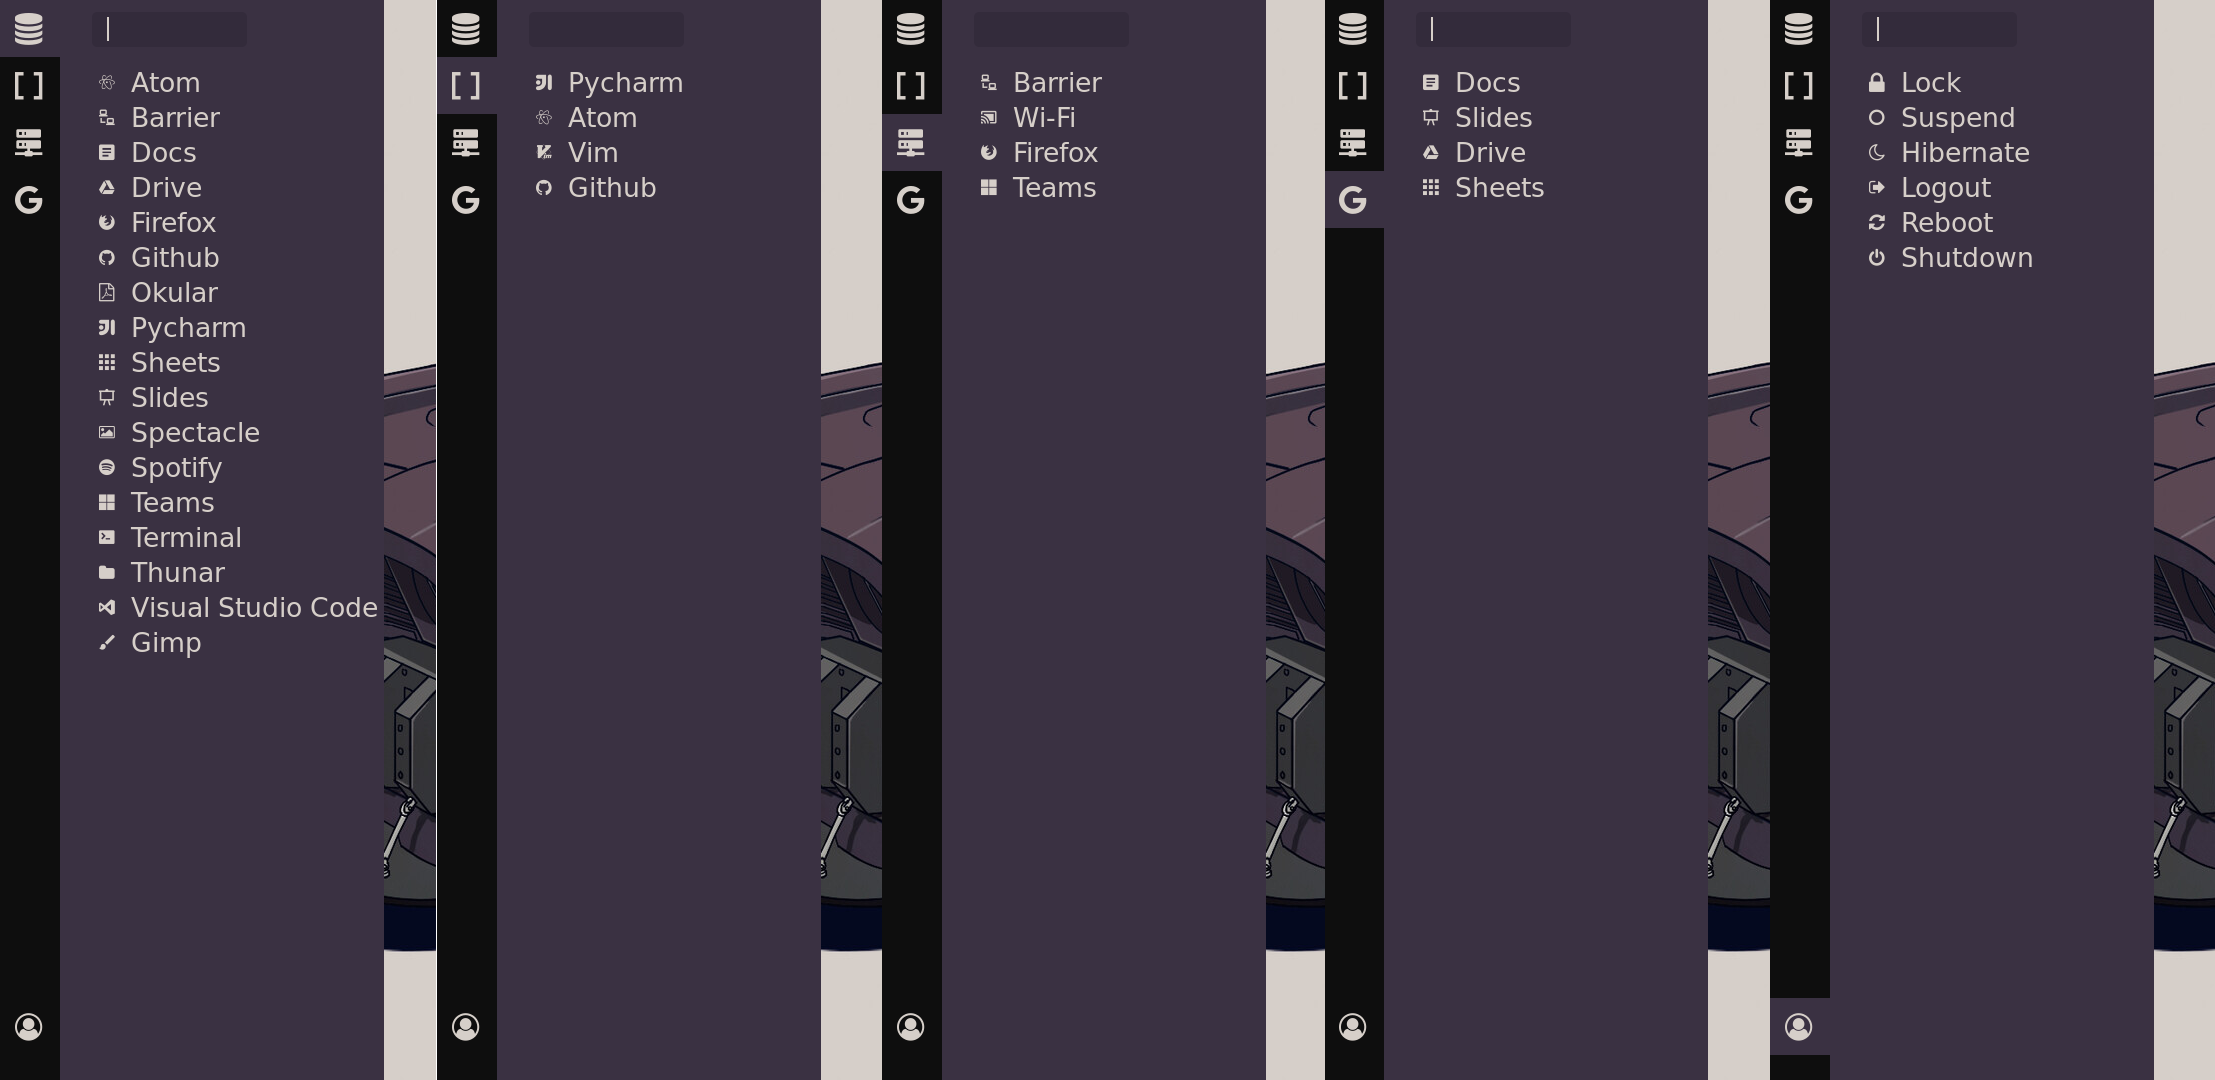 Atom
Barrier
Docs
Drive
Firefox
Github
Okular
Pycharm
Sheets
Slides
Spectacle
Spotify
Teams
Terminal
Thunar
Visual Studio Code
Gimp
Pycharm
Atom
Vim
Github
Barrier
Wi-Fi
Firefox
Teams
Docs
Slides
Drive
Sheets
Lock
Suspend
Hibernate
Logout
Reboot
Shutdown